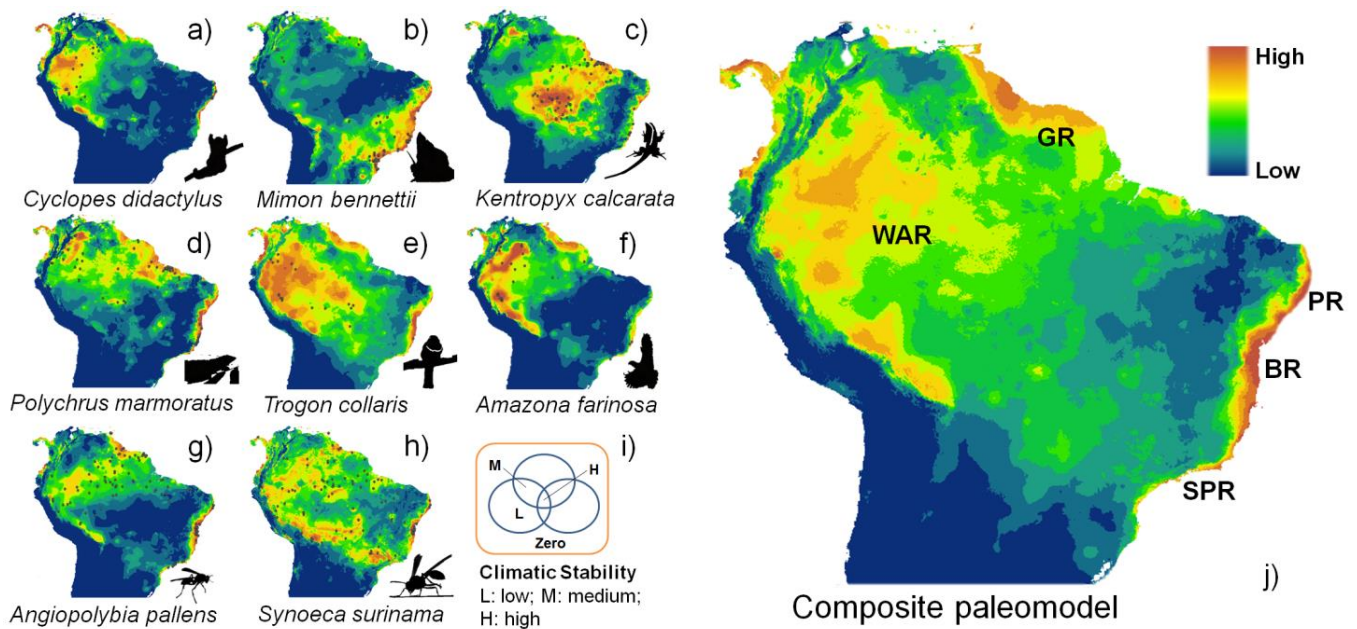 a)
b)
c)
Cyclopes didactylus
Mimon bennettii
Kentropyx calcarata
d)
e)
f)
Polychrus marmoratus
Trogon collaris
Amazona farinosa
g)
h)
i)
M
H
L
Zero
Climatic Stability
L: low; M: medium;
H: high
Angiopolybia pallens
Synoeca surinama
High
Low
GR
WAR
PR
BR
SPR
j)
Composite paleomodel